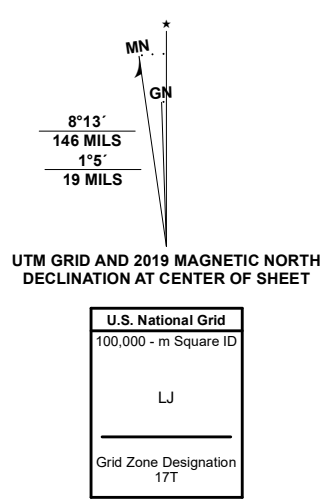 ★
MN
GN
8°13´
146 MILS
1°5´
19 MILS
UTM GRID AND 2019 MAGNETIC NORTH
DECLINATION AT CENTER OF SHEET
U.S. National Grid
100,000 - m Square ID
LJ
Grid Zone Designation
17T